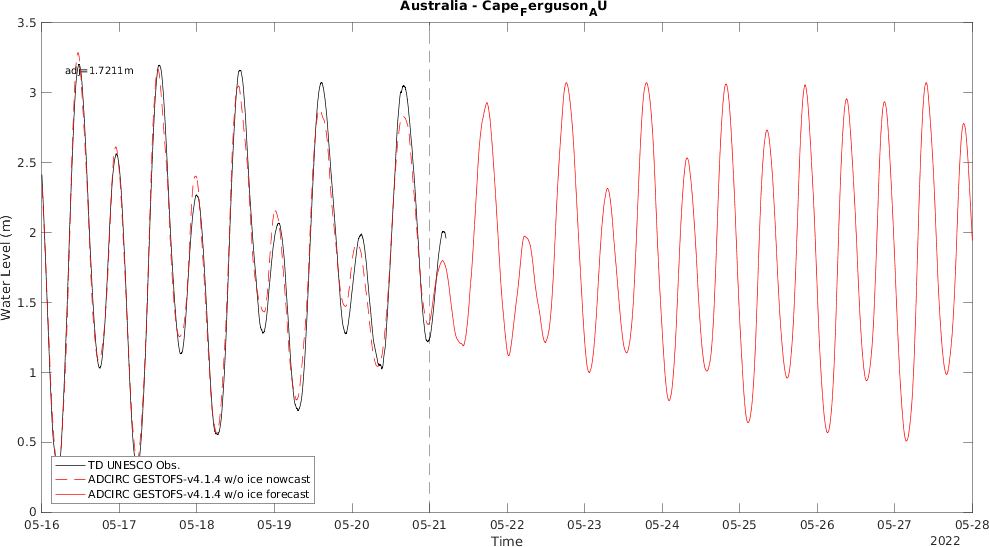 Australia - Cape_Ferguson_AU
3.5
adj=1.7211m
3
2.5
2
Water Level (m)
1.5
1
0.5
TD UNESCO Obs.
ADCIRC GESTOFS-v4.1.4 w/o ice nowcast
ADCIRC GESTOFS-v4.1.4 w/o ice forecast
0
05-16 05-17 05-18 05-19 05-20 05-21 05-22 05-23 05-24 05-25 05-26 05-27 05-28
Time
2022